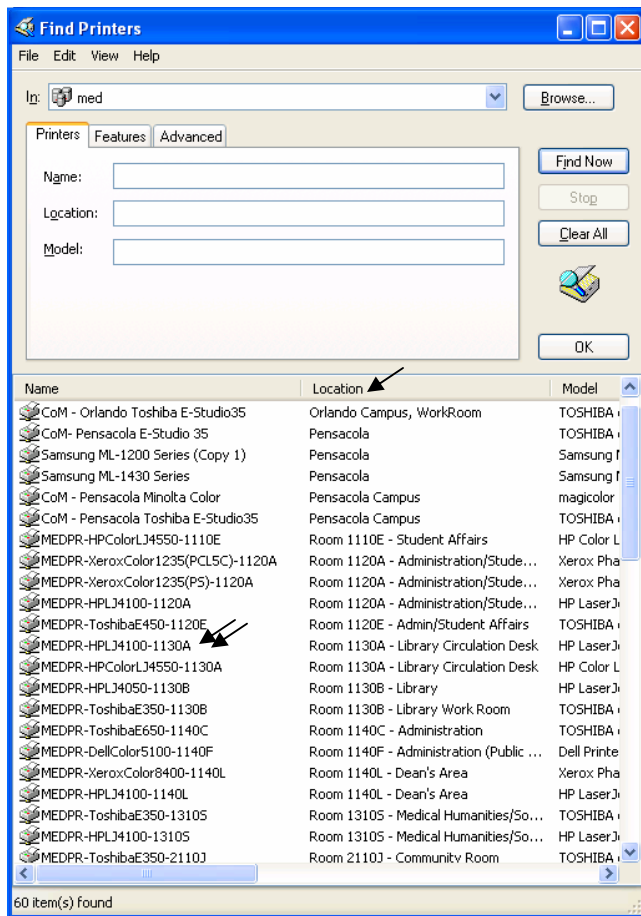 Find Printers
File Edit View Help
In: med Browse...
Printers Features Advanced
Find Now
Name:
Stop
Location:
Clear All
Model:
OK
Name Location Model
CoM - Orlando Toshiba E-Studio35 Orlando Campus, WorkRoom TOSHIBA
CoM- Pensacola E-Studio 35 Pensacola TOSHIBA
Samsung ML-1200 Series (Copy 1) Pensacola Samsung
Samsung ML-1430 Series Pensacola Samsung
CoM - Pensacola Minolta Color Pensacola Campus magicolor
CoM - Pensacola Toshiba E-Studio35 Pensacola Campus TOSHIBA
MEDPR-HPColorLJ4550-1110E Room 1110E - Student Affairs HP Color L
MEDPR-XeroxColor1235(PCL5C)-1120A Room 1120A - Administration/Stude... Xerox Pha
MEDPR-XeroxColor1235(PS)-1120A Room 1120A - Administration/Stude... Xerox Pha
MEDPR-HPLJ4100-1120A Room 1120A - Administration/Stude... HP LaserJ
MEDPR-ToshibaE450-1120E Room 1120E - Admin/Student Affairs TOSHIBA
MEDPR-HPLJ4100-1130A Room 1130A - Library Circulation Desk HP LaserJ
MEDPR-HPColorLJ4550-1130A Room 1130A - Library Circulation Desk HP Color L
MEDPR-HPLJ4050-1130B Room 1130B - Library HP LaserJ
MEDPR-ToshibaE350-1130B Room 1130B - Library Work Room TOSHIBA
MEDPR-ToshibaE650-1140C Room 1140C - Administration TOSHIBA
MEDPR-DellColor5100-1140F Room 1140F - Administration (Public ... Dell Printe
MEDPR-XeroxColor8400-1140L Room 1140L - Dean's Area Xerox Pha
MEDPR-HPLJ4100-1140L Room 1140L - Dean's Area HP LaserJ
MEDPR-ToshibaE350-1310S Room 1310S - Medical Humanities/So... TOSHIBA
MEDPR-HPLJ4100-1310S Room 1310S - Medical Humanities/So... HP LaserJ
MEDPR-ToshibaE350-2110J Room 2110J - Community Room TOSHIBA
60 item(s) found